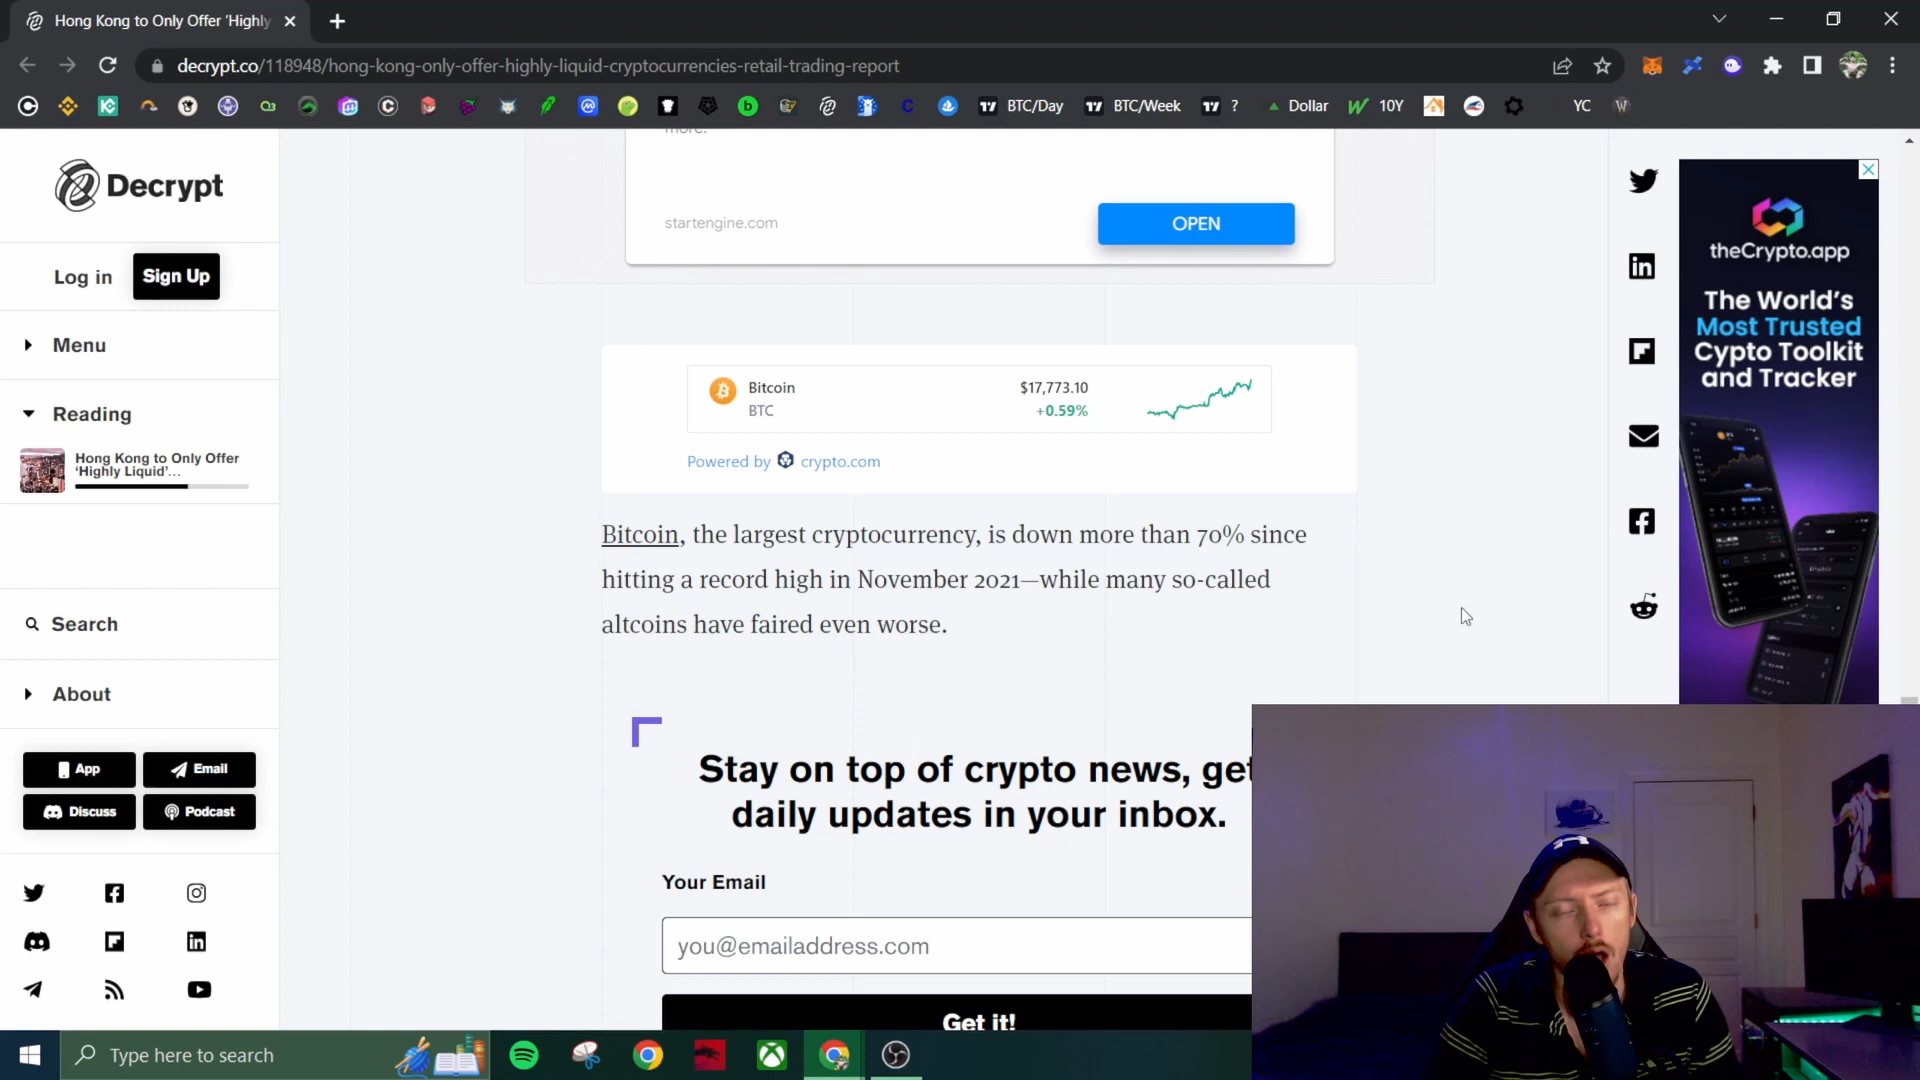 Hong Kong to Only Offer 'Highly
decrypt.co/118948/hong-kong-only-offer-highly-liquid-cryptocurrencies-retail-trading-report
BTC/Day
BTC/Week
?
Dollar
10Y
YC
W
Decrypt
Log in
Sign Up
Menu
Reading
Hong Kong to Only Offer
'Highly Liquid'...
Search
About
App
Email
Discuss
Podcast
more.
startengine.com
OPEN
Bitcoin
$17,773.10
BTC
+0.59%
Powered by crypto.com
Bitcoin, the largest cryptocurrency, is down more than 70% since
hitting a record high in November 2021—while many so-called
altcoins have faired even worse.
Stay on top of crypto news, get
daily updates in your inbox.
Your Email
you@emailaddress.com
Get it!
theCrypto.app
The World's
Most Trusted
Cypto Toolkit
and Tracker
Type here to search